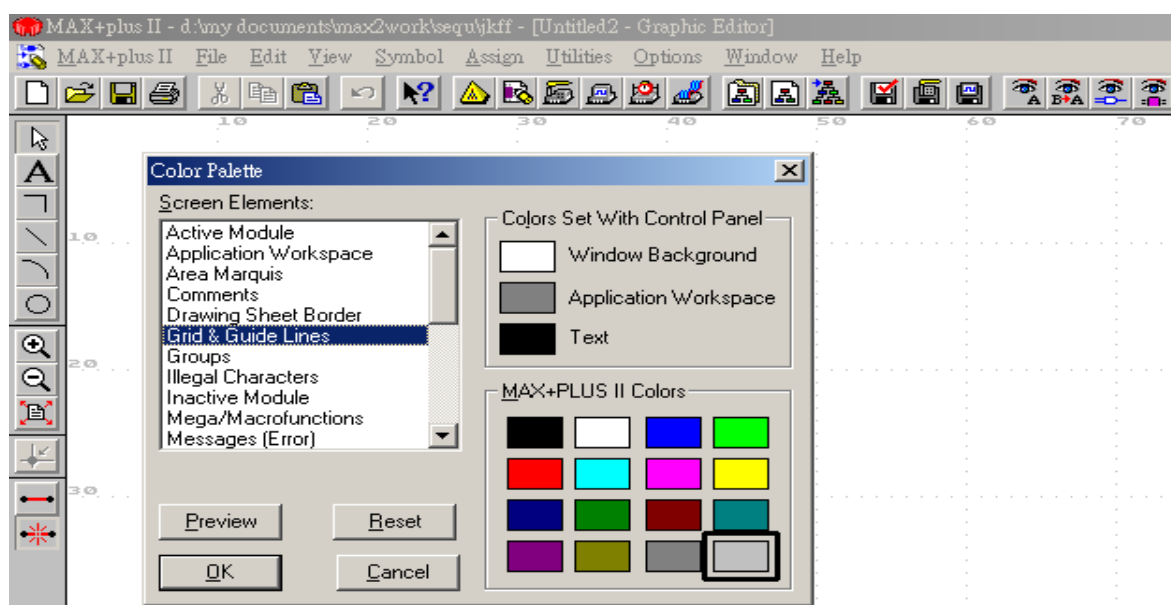 MAX+plus II - d:\my documents\max2work\sequ\jkff - [Untitled2 - Graphic Editor]
MAX+plus II File Edit View Symbol Assign Utilities Options Window Help
A B+A
10 20 30 40 50 60 70
A
10
20
30
Color Palette
Screen Elements:
Active Module
Application Workspace
Area Marquis
Comments
Drawing Sheet Border
Grid & Guide Lines
Groups
Illegal Characters
Inactive Module
Mega/Macrofunctions
Messages (Error)
Preview Reset
OK Cancel
Colors Set With Control Panel
Window Background
Application Workspace
Text
MAX+PLUS II Colors